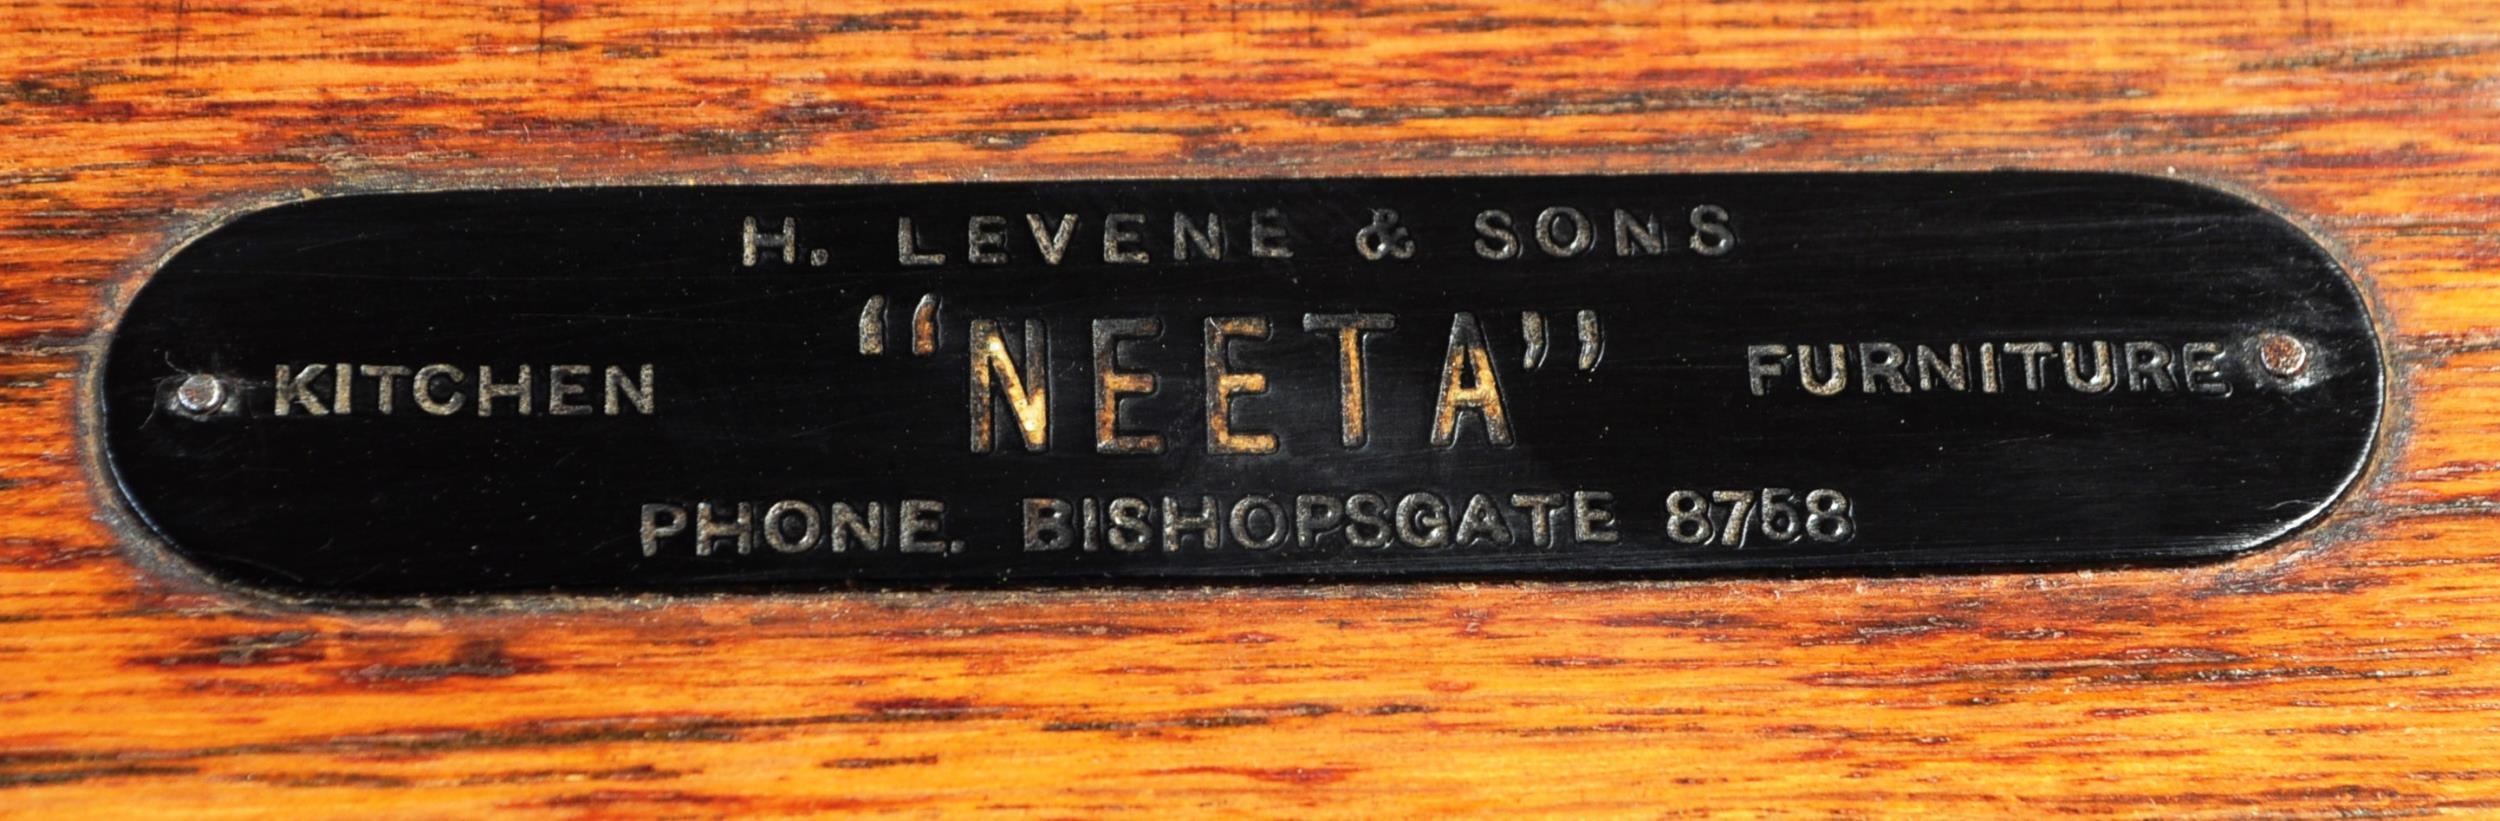 H. LEVENE & SONS
KITCHEN “NEETA” FURNITURE
PHONE. BISHOPSGATE 8758